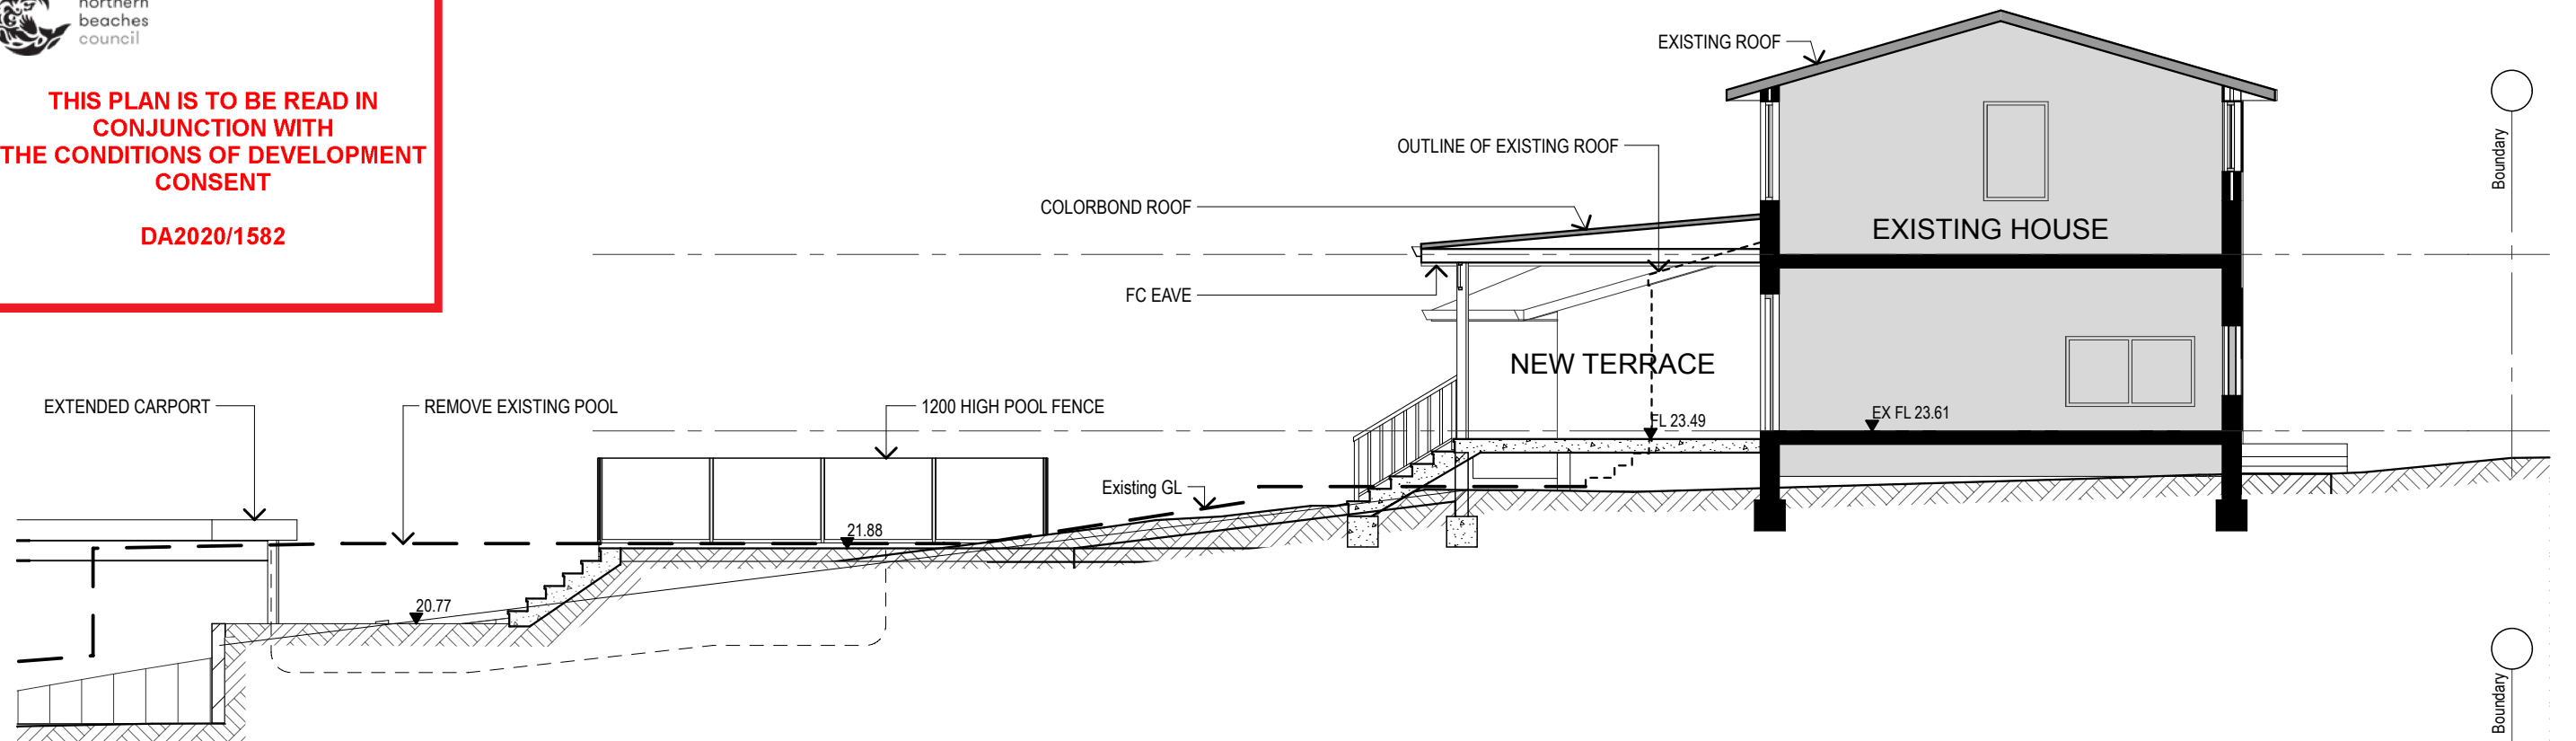 northern
beaches
council
THIS PLAN IS TO BE READ IN
CONJUNCTION WITH
THE CONDITIONS OF DEVELOPMENT
CONSENT
DA2020/1582
EXISTING ROOF
OUTLINE OF EXISTING ROOF
COLORBOND ROOF
EXISTING HOUSE
FC EAVE
NEW TERRACE
EXTENDED CARPORT
REMOVE EXISTING POOL
1200 HIGH POOL FENCE
FL 23.49
EX FL 23.61
Existing GL
21.88
20.77
Boundary
Boundary